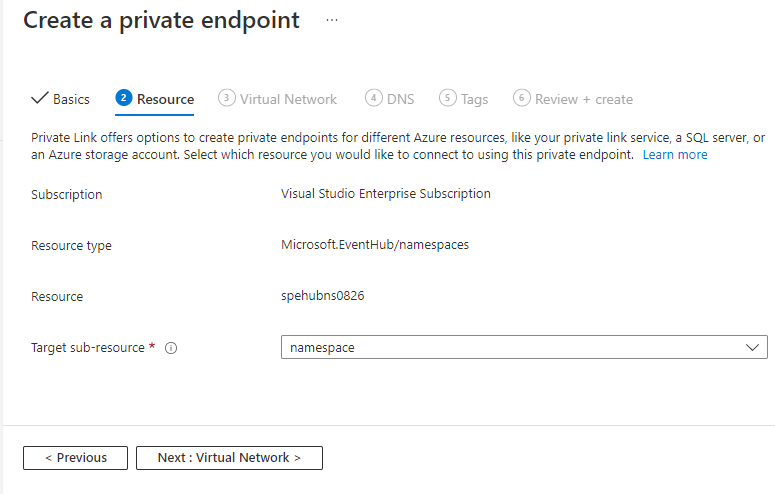 Create a private endpoint ...
Basics 2 Resource 3 Virtual Network 4 DNS 5 Tags 6 Review + create
Private Link offers options to create private endpoints for different Azure resources, like your private link service, a SQL server, or
an Azure storage account. Select which resource you would like to connect to using this private endpoint. Learn more
Subscription Visual Studio Enterprise Subscription
Resource type Microsoft.EventHub/namespaces
Resource spehubns0826
Target sub-resource * i namespace
< Previous Next : Virtual Network >